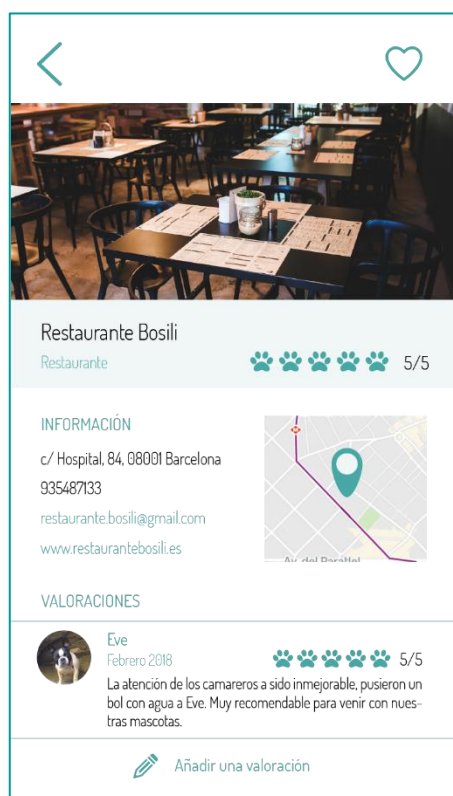 Restaurante Bosili
Restaurante
5/5
INFORMACIÓN
c/ Hospital, 84, 08001 Barcelona
935487133
restaurante.bosili@gmail.com
www.restaurantebosili.es
Av. del Paral·lel
VALORACIONES
Eve
Febrero 2018
5/5
La atención de los camareros a sido inmejorable, pusieron un
bol con agua a Eve. Muy recomendable para venir con nues-
tras mascotas.
Añadir una valoración